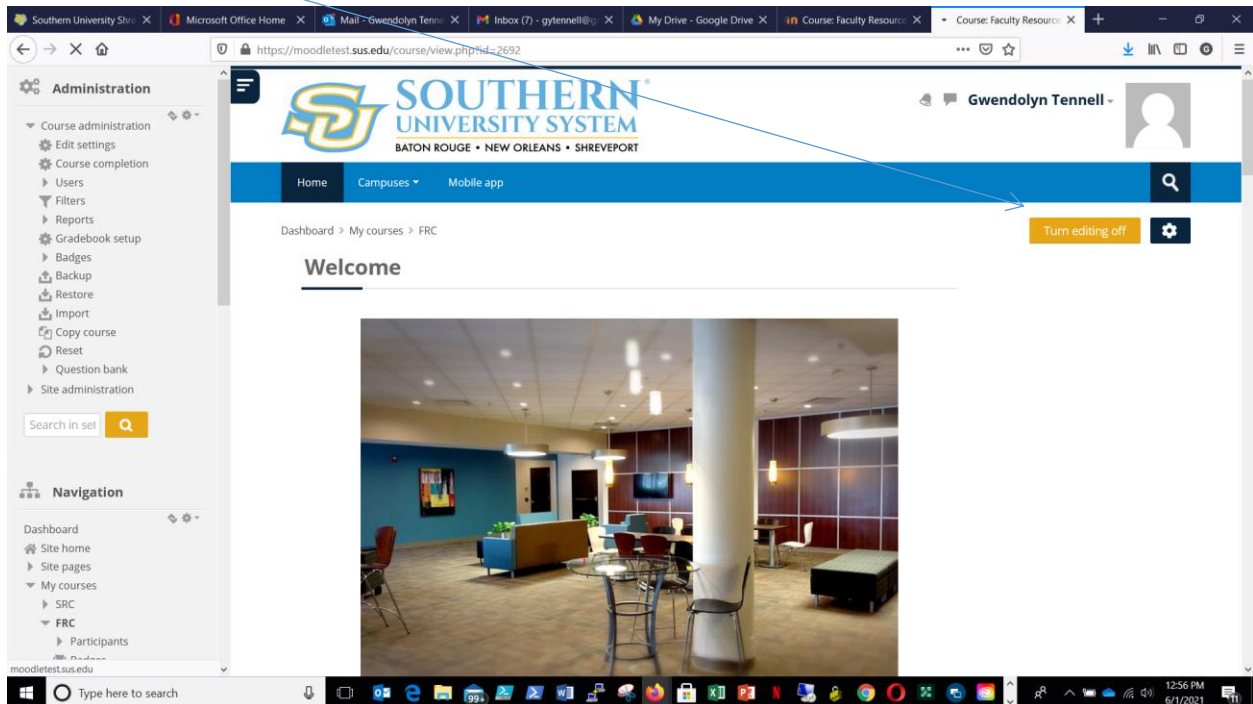 Southern University Shre
Microsoft Office Home
Mail - Gwendolyn Tenne
Inbox (7) - gytennell@g
My Drive - Google Drive
Course: Faculty Resource
Course: Faculty Resource
https://moodletest.sus.edu/course/view.php?id=2692
Administration
Course administration
Edit settings
Course completion
Users
Filters
Reports
Gradebook setup
Badges
Backup
Restore
Import
Copy course
Reset
Question bank
Site administration
Search in set
Navigation
Dashboard
Site home
Site pages
My courses
SRC
FRC
Participants
moodletest.sus.edu
SU
SOUTHERN
UNIVERSITY SYSTEM
BATON ROUGE • NEW ORLEANS • SHREVEPORT
Gwendolyn Tennell
Home Campuses Mobile app
Dashboard > My courses > FRC
Turn editing off
Welcome
Type here to search
99+
12:56 PM
6/1/2021